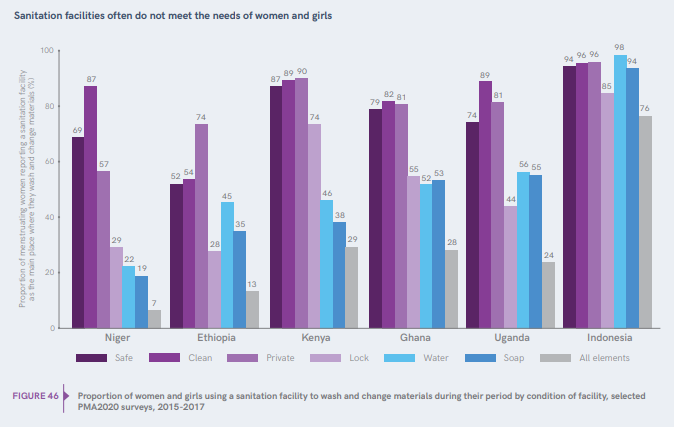 Sanitation facilities often do not meet the needs of women and girls
Proportion of menstruating women reporting a sanitation facility
as the main place where they wash and change materials (%)
100
80
60
40
20
0
69 87 57 29 22 19 7
52 54 74 28 45 35 13
87 89 90 74 46 38 29
79 82 81 55 52 53 28
74 89 81 44 56 55 24
94 96 96 85 98 94 76
Niger Ethiopia Kenya Ghana Uganda Indonesia
Safe Clean Private Lock Water Soap All elements
FIGURE 46 Proportion of women and girls using a sanitation facility to wash and change materials during their period by condition of facility, selected
PMA2020 surveys, 2015-2017